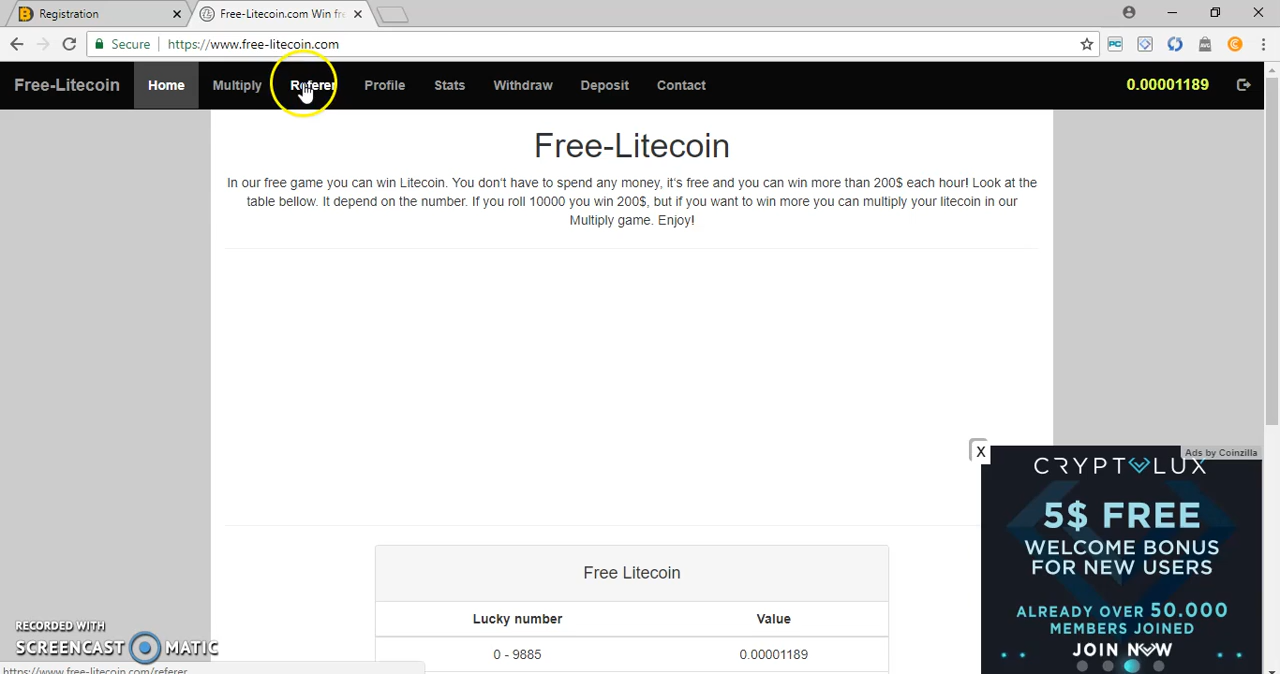 Registration
Free-Litecoin.com Win fr
Secure
https://www.free-litecoin.com
Free-Litecoin
Home
Multiply
Referer
Profile
Stats
Withdraw
Deposit
Contact
0.00001189
Free-Litecoin
In our free game you can win Litecoin. You don't have to spend any money, it's free and you can win more than 200$ each hour! Look at the
table bellow. It depend on the number. If you roll 10000 you win 200$, but if you want to win more you can multiply your litecoin in our
Multiply game. Enjoy!
X
Ads by Coinzilla
CRYPTOLUX
5$ FREE
WELCOME BONUS
FOR NEW USERS
ALREADY OVER 50.000
MEMBERS JOINED
JOIN NOW
Free Litecoin
Lucky number Value
0 - 9885 0.00001189
RECORDED WITH
SCREENCAST MATIC
https://www.free-litecoin.com/referer